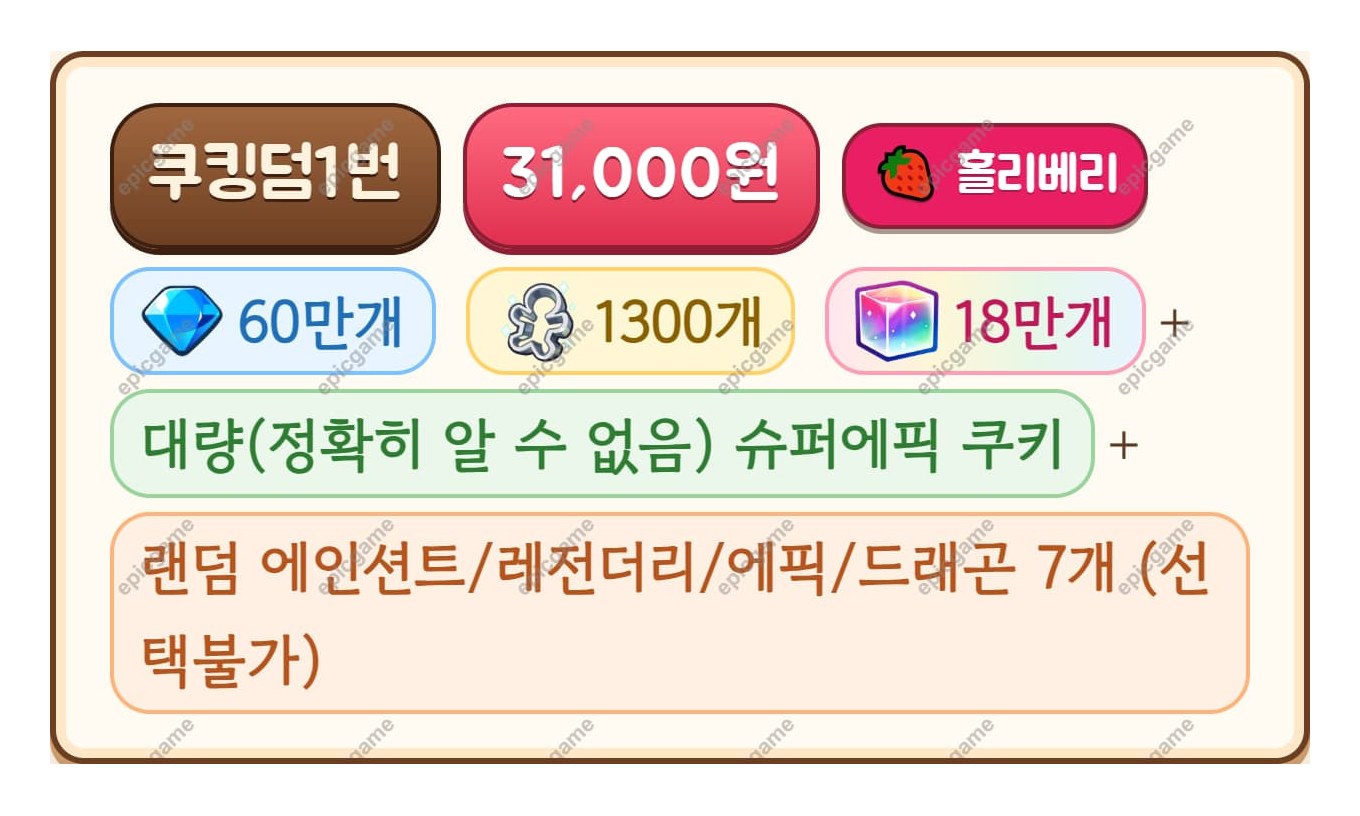 쿠킹덤1번 31,000원 홀리베리
60만개 1300개 18만개 +
대량(정확히 알 수 없음) 슈퍼에픽 쿠키 +
랜덤 에인션트/레전더리/에픽/드래곤 7개 (선
택불가)
epicgame